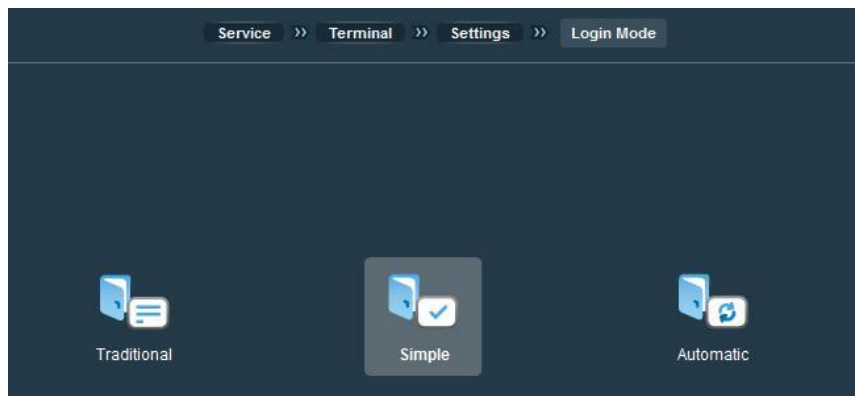 Service » Terminal » Settings » Login Mode
Traditional Simple Automatic